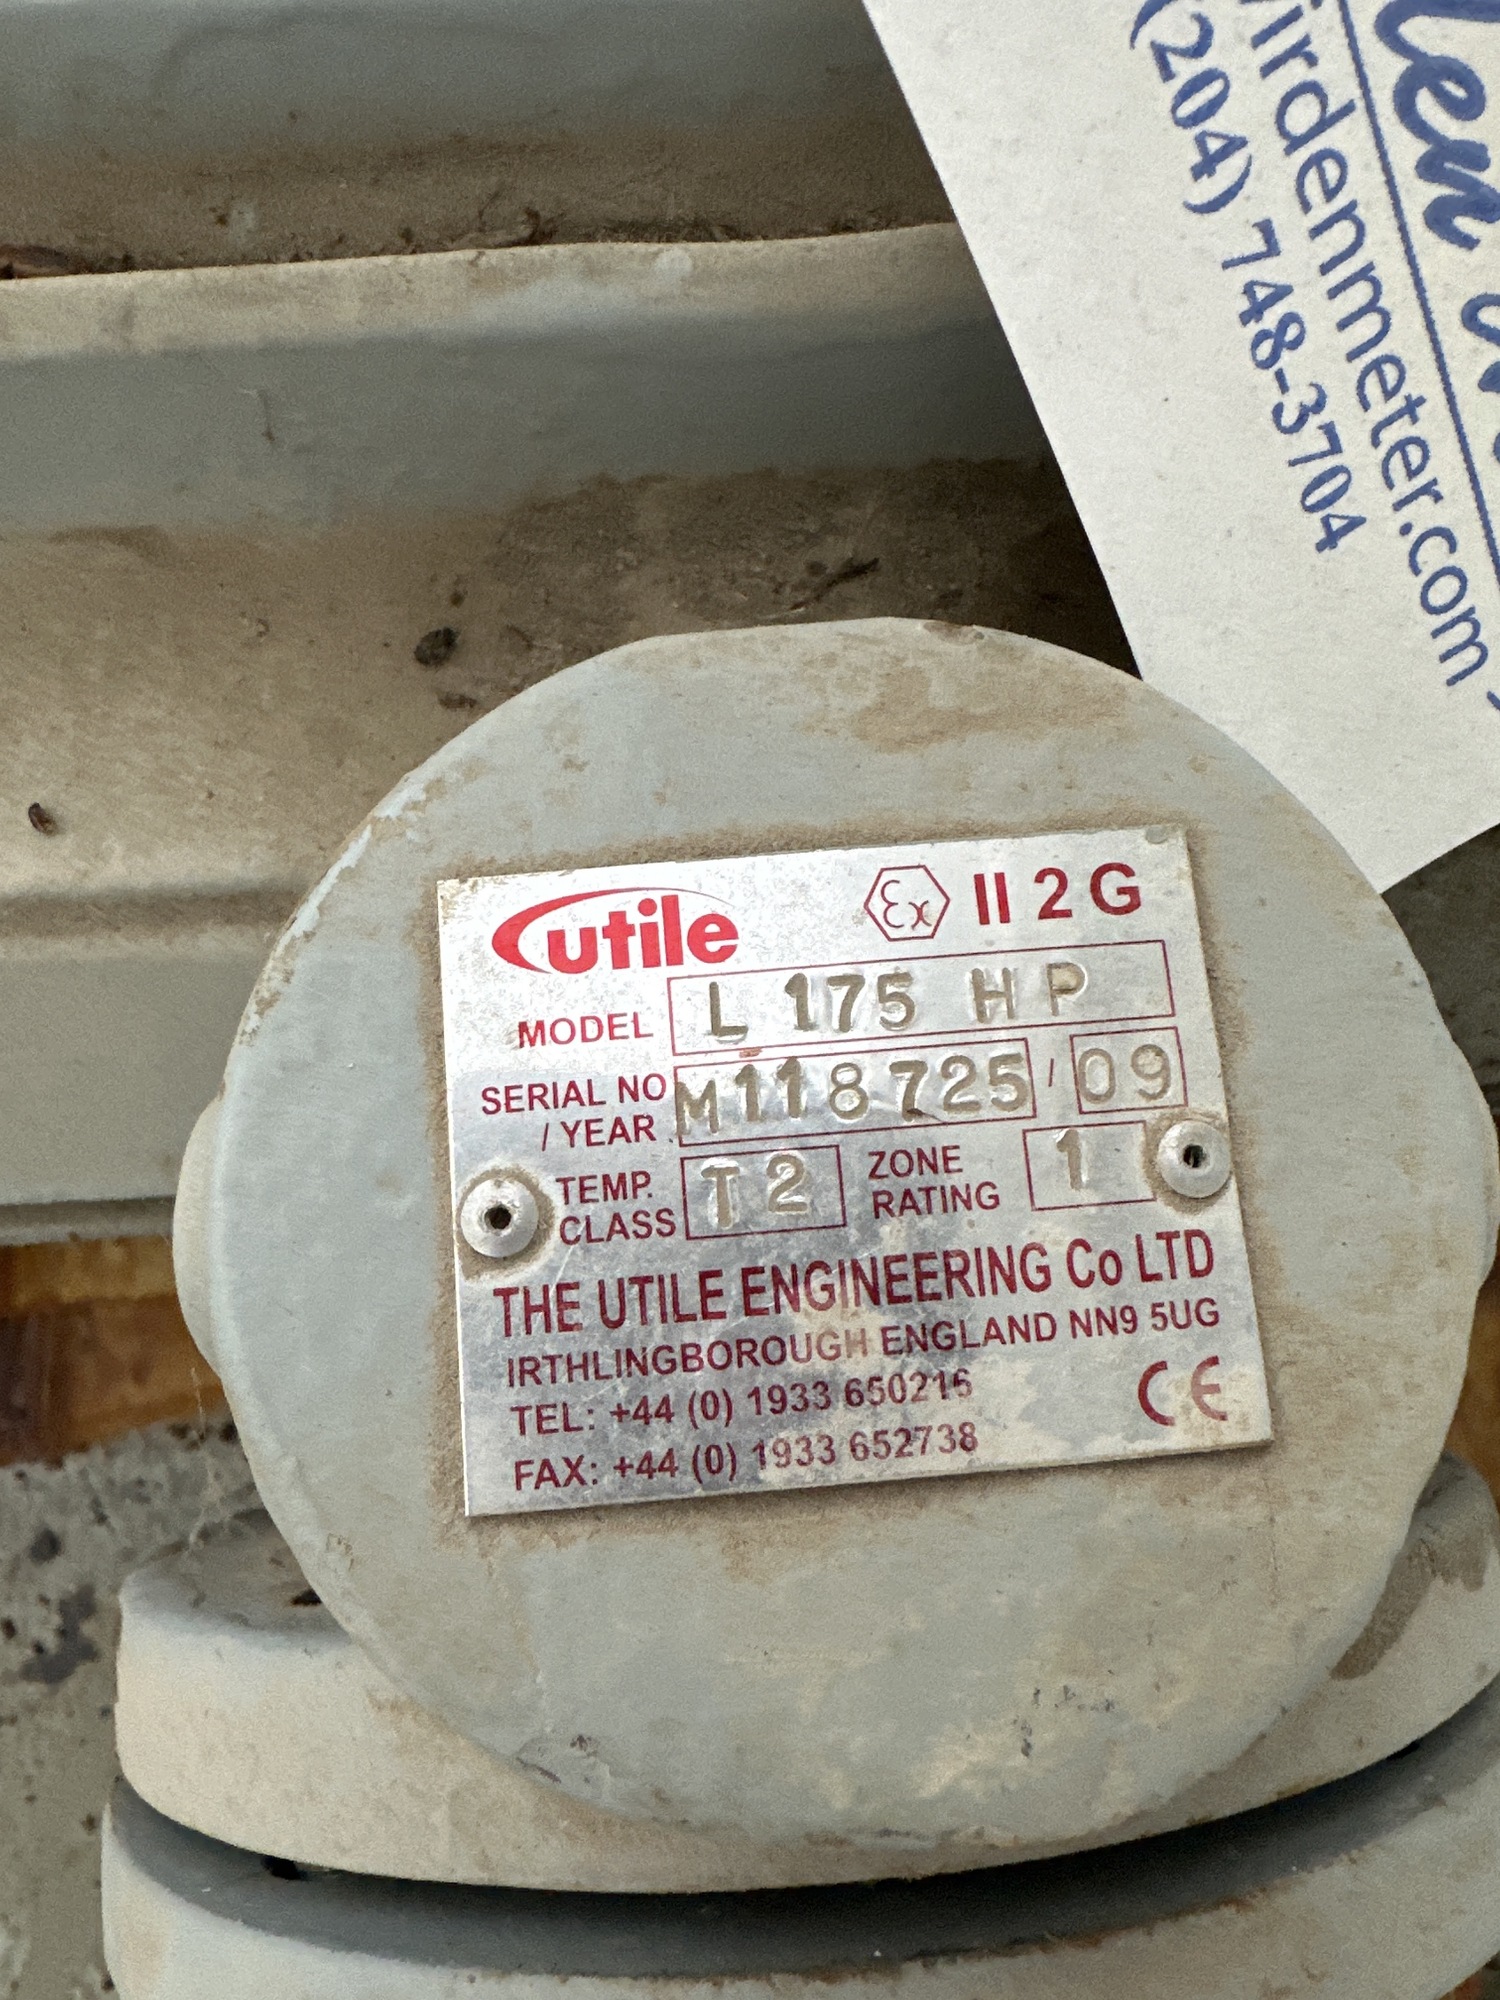 irdenmeter.com
(204) 748-3704
utile
Ex II 2 G
MODEL L 175 HP
SERIAL NO / YEAR M118725 / 09
TEMP. CLASS T2 ZONE RATING 1
THE UTILE ENGINEERING Co LTD
IRTHLINGBOROUGH ENGLAND NN9 5UG
TEL: +44 (0) 1933 650216
FAX: +44 (0) 1933 652738
CE